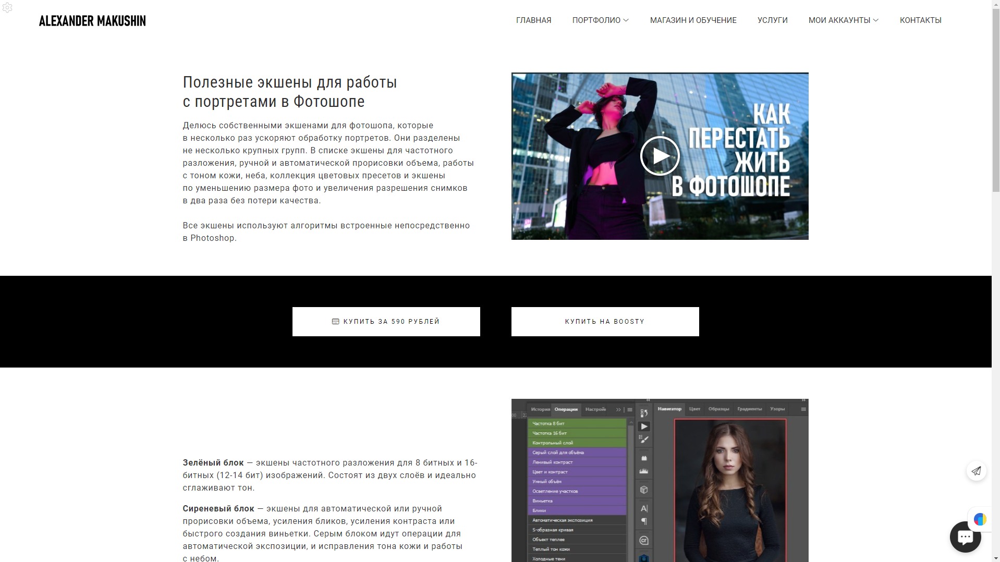 ALEXANDER MAKUSHIN
ГЛАВНАЯ
ПОРТФОЛИО
МАГАЗИН И ОБУЧЕНИЕ
УСЛУГИ
МОИ АККАУНТЫ
КОНТАКТЫ
Полезные экшены для работы
с портретами в Фотошопе
Делюсь собственными экшенами для фотошопа, которые
в несколько раз ускоряют обработку портретов. Они разделены
не несколько крупных групп. В списке экшены для частотного
разложения, ручной и автоматической прорисовки объема, работы
с тоном кожи, неба, коллекция цветовых пресетов и экшены
по уменьшению размера фото и увеличения разрешения снимков
в два раза без потери качества.
Все экшены используют алгоритмы встроенные непосредственно
в Photoshop.
КАК
ПЕРЕСТАТЬ
ЖИТЬ
В ФОТОШОПЕ
КУПИТЬ ЗА 590 РУБЛЕЙ
КУПИТЬ НА BOOSTY
Зелёный блок — экшены частотного разложения для 8 битных и 16-
битных (12-14 бит) изображений. Состоят из двух слоёв и идеально
сглаживают тон.
Сиреневый блок — экшены для автоматической или ручной
прорисовки объема, усиления бликов, усиления контраста или
быстрого создания виньетки. Серым блоком идут операции для
автоматической экспозиции, и исправления тона кожи и работы
с небом.
История Операции Настрой
Частотка 8 бит
Частотка 16 бит
Контрольный слой
Серый слой для объёма
Ленивый контраст
Цвет и контраст
Умный объём
Осветление участков
Виньетка
Блики
Автоматическая экспозиция
S-образная кривая
Объект теплее
Теплый тон кожи
Холодные тени
Навигатор Цвет Образцы Градиенты Узоры